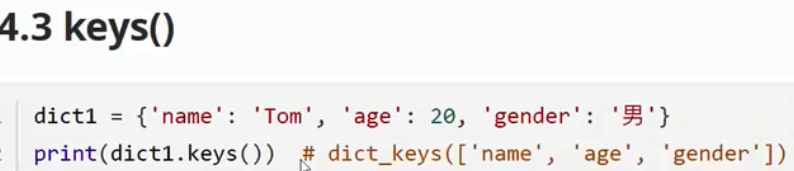 4.3 keys()
dict1 = {'name': 'Tom', 'age': 20, 'gender': '男'}
print(dict1.keys())  # dict_keys(['name', 'age', 'gender'])